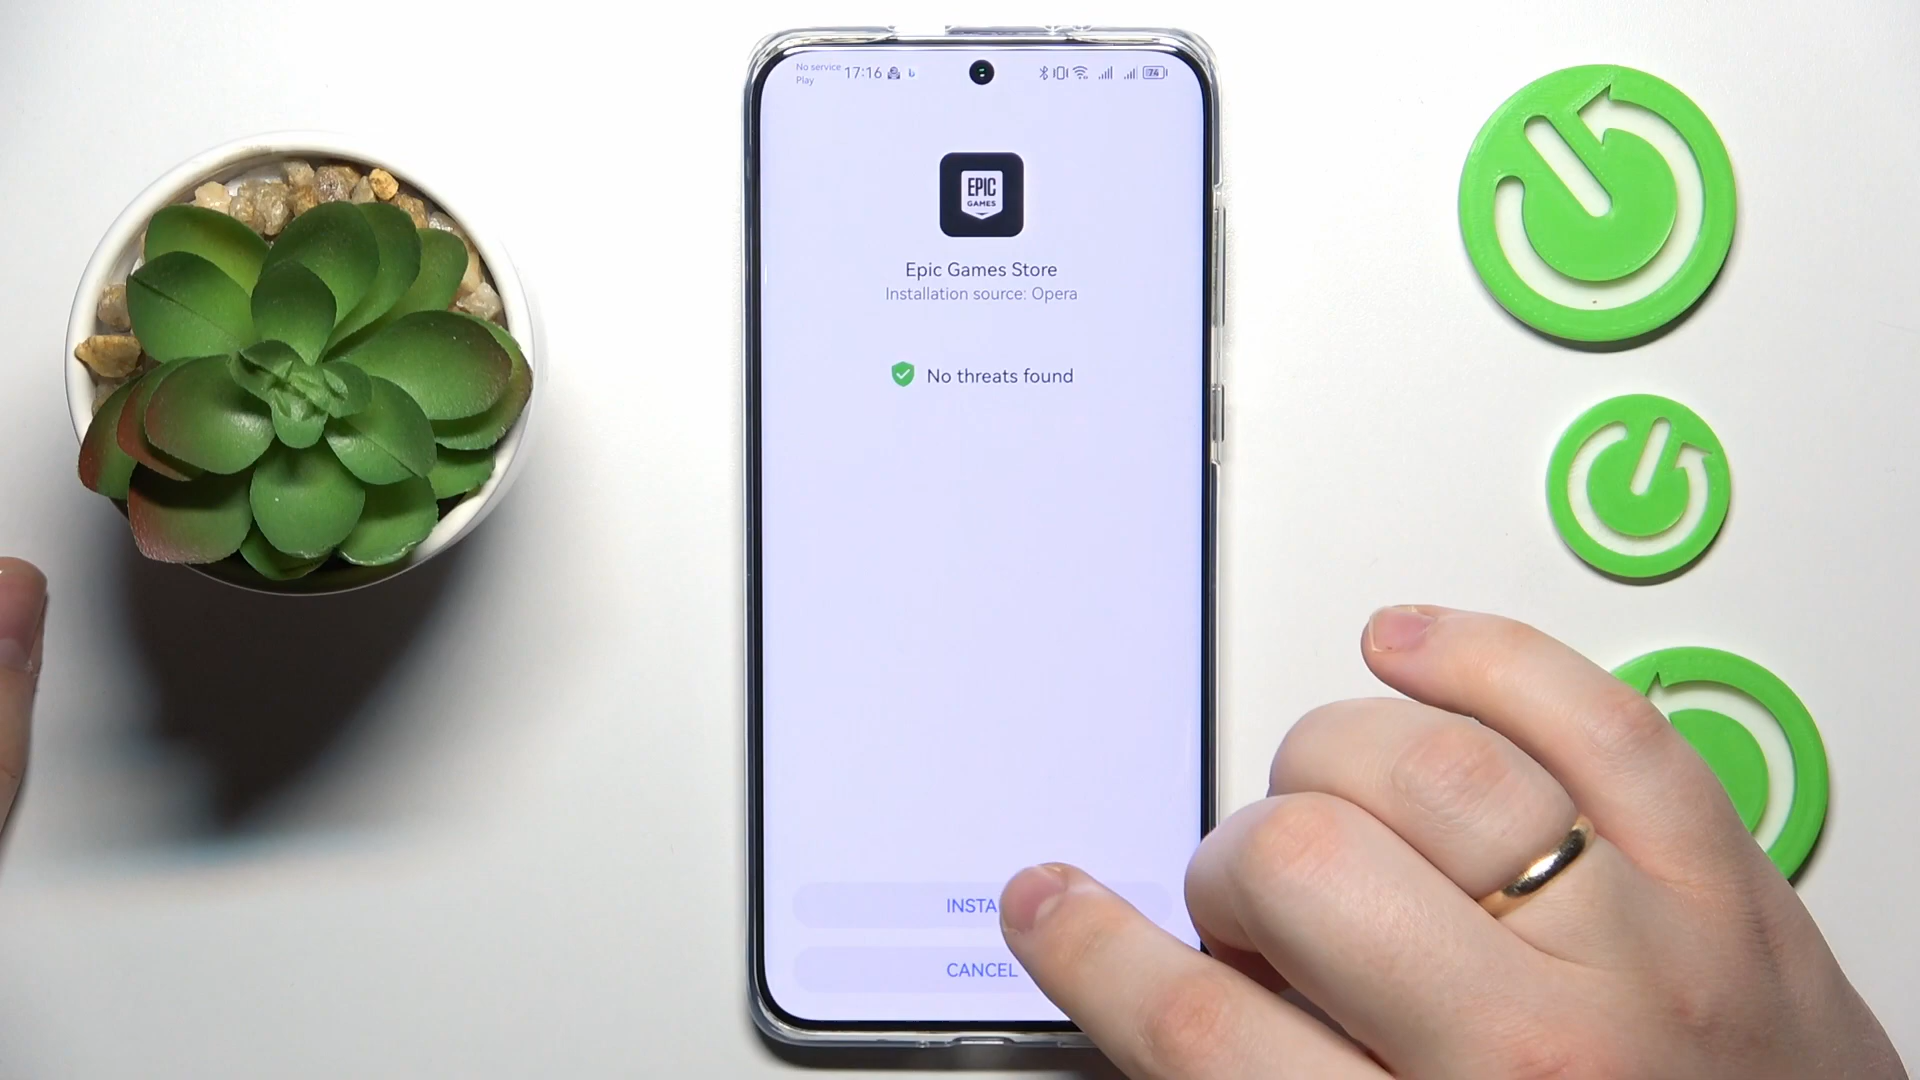 No service
Play
17:16
74
EPIC
GAMES
Epic Games Store
Installation source: Opera
No threats found
INSTA
CANCEL